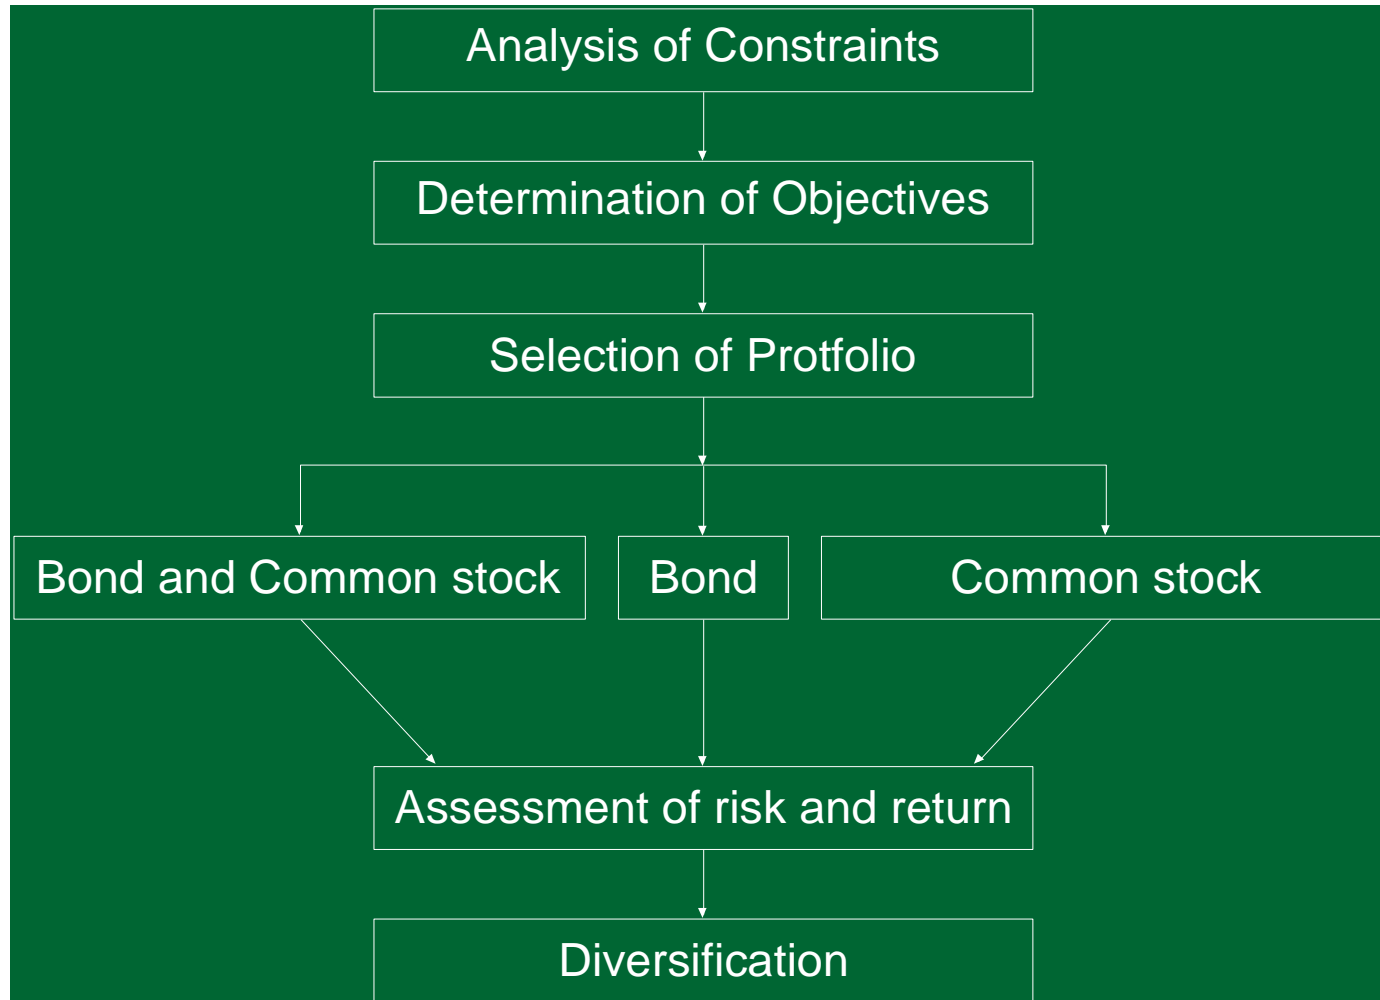 Analysis of Constraints
Determination of Objectives
Selection of Protfolio
Bond and Common stock
Bond
Common stock
Assessment of risk and return
Diversification